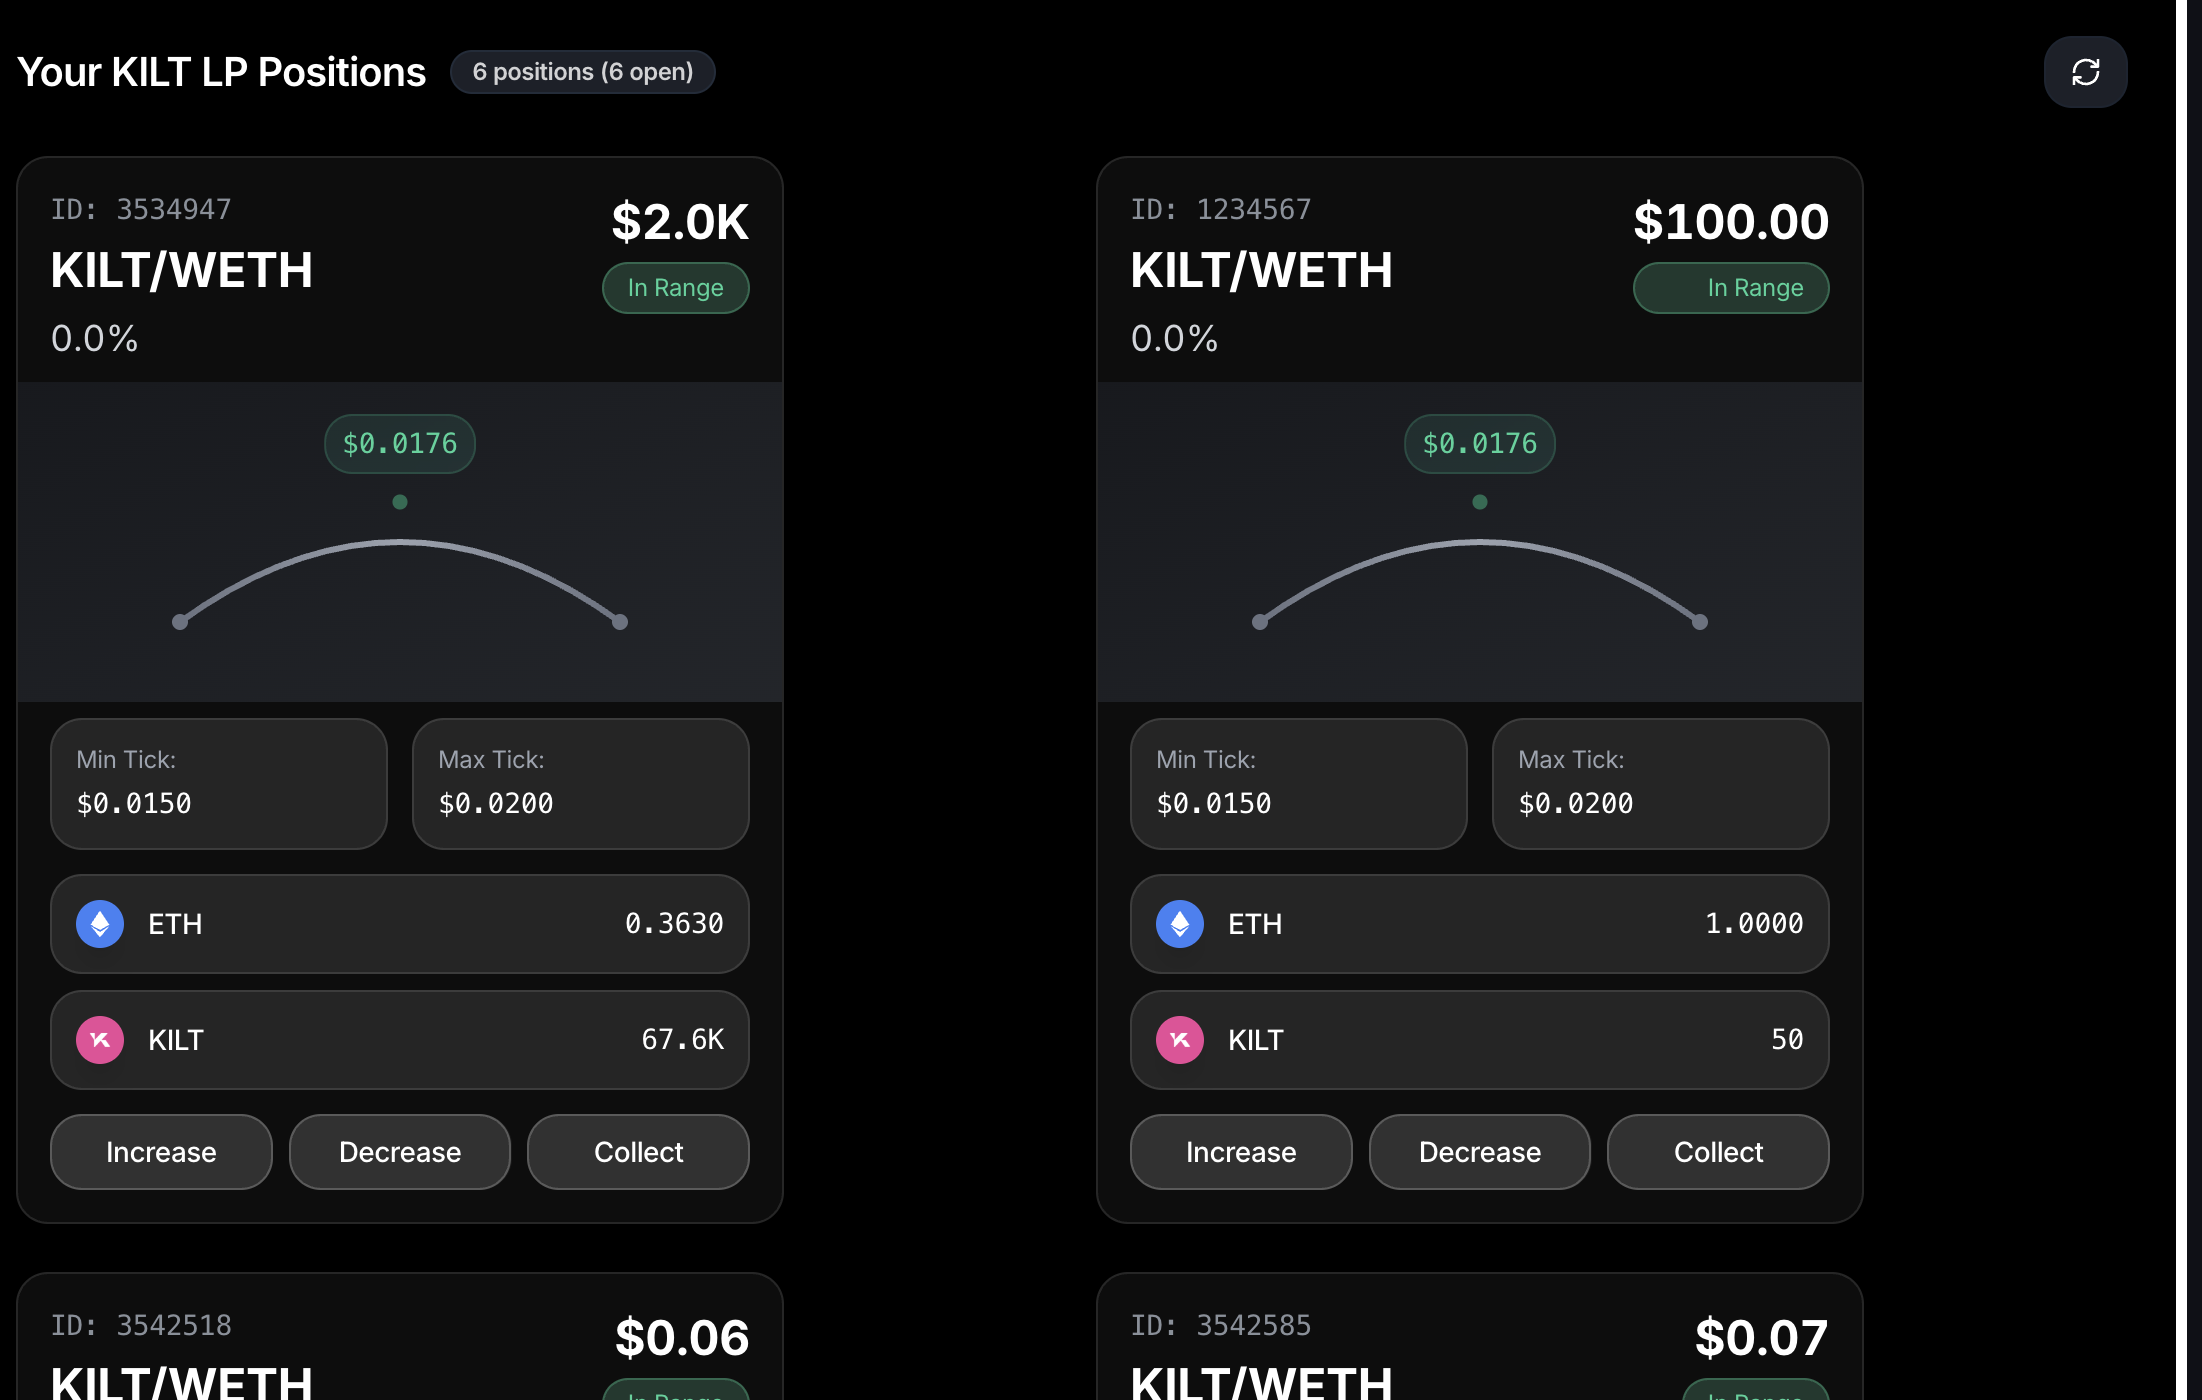 Your KILT LP Positions
6 positions (6 open)
ID: 3534947
$2.0K
KILT/WETH
In Range
0.0%
$0.0176
Min Tick:
$0.0150
Max Tick:
$0.0200
ETH
0.3630
KILT
67.6K
Increase
Decrease
Collect
ID: 1234567
$100.00
KILT/WETH
In Range
0.0%
$0.0176
Min Tick:
$0.0150
Max Tick:
$0.0200
ETH
1.0000
KILT
50
Increase
Decrease
Collect
ID: 3542518
$0.06
KILT/WETH
In Range
ID: 3542585
$0.07
KILT/WETH
In Range